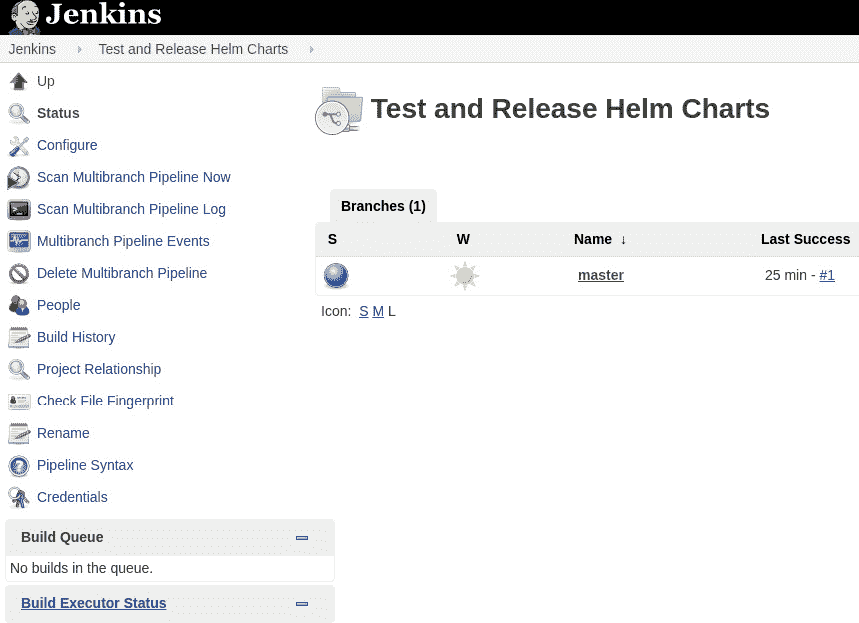 Jenkins
Jenkins Test and Release Helm Charts
Up
Status
Configure
Scan Multibranch Pipeline Now
Scan Multibranch Pipeline Log
Multibranch Pipeline Events
Delete Multibranch Pipeline
People
Build History
Project Relationship
Check File Fingerprint
Rename
Pipeline Syntax
Credentials
Build Queue
No builds in the queue.
Build Executor Status
Test and Release Helm Charts
Branches (1)
S W Name ↓ Last Success
master 25 min - #1
Icon: S M L